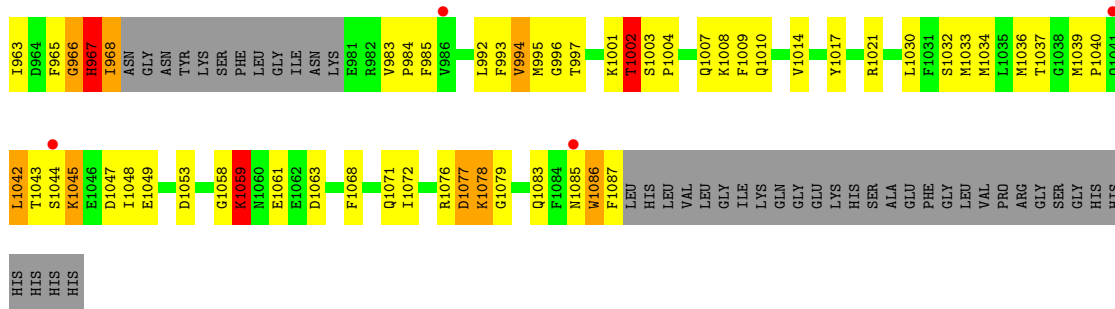 I963 D964 F965 G966 H967 I968 ASN GLY ASN TYR LYS SER PHE LEU GLY ILE ASN LYS E981 R982 V983 P984 F985 V986 L992 F993 V994 M995 G996 T997 K1001 T1002 S1003 P1004 Q1007 K1008 F1009 Q1010 V1014 Y1017 R1021 L1030 F1031 S1032 M1033 M1034 L1035 M1036 T1037 G1038 M1039 P1040 P1041
L1042 T1043 S1044 K1045 E1046 D1047 I1048 E1049 D1053 G1058 K1059 N1060 E1061 E1062 D1063 F1068 Q1071 I1072 R1076 D1077 K1078 G1079 Q1083 F1084 N1085 W1086 F1087 LEU HIS LEU VAL LEU GLY ILE LYS GLN GLY GLU LYS HIS SER ALA GLU PHE GLY LEU VAL PRO ARG GLY SER GLY HIS HIS
HIS HIS HIS HIS